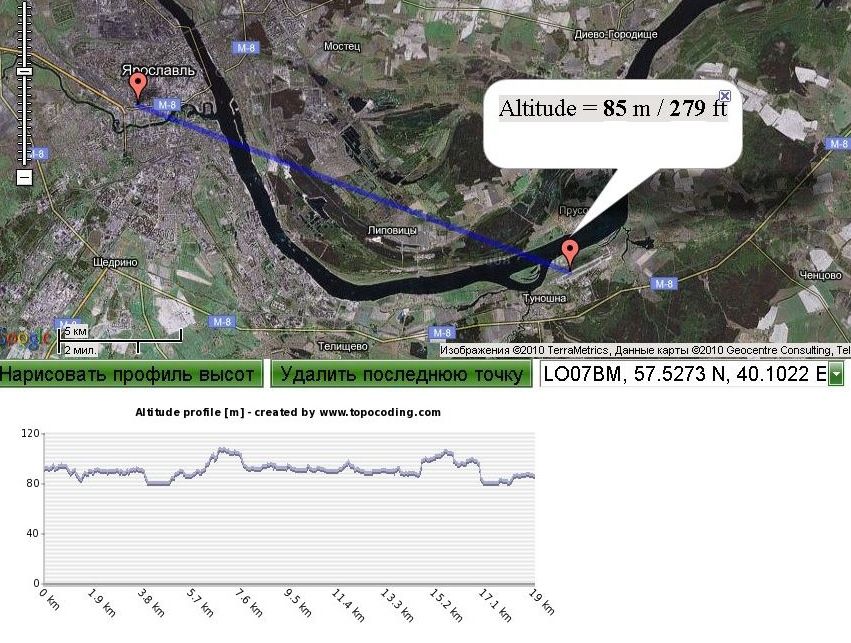 Диево-Городище
M-8
Мостец
Ярославль
M-8
Altitude = 85 m / 279 ft
M-8
M-8
Липовицы
Щедрино
Ченцово
M-8
Туношна
M-8
5 км
M-8
2 мил.
Телищево
Изображения ©2010 TerraMetrics, Данные карты ©2010 Geocentre Consulting, Tel
Нарисовать профиль высот
Удалить последнюю точку
LO07BM, 57.5273 N, 40.1022 E
Altitude profile [m] - created by www.topocoding.com
120
80
40
0
0 km
1.9 km
3.8 km
5.7 km
7.6 km
9.5 km
11.4 km
13.3 km
15.2 km
17.1 km
19 km